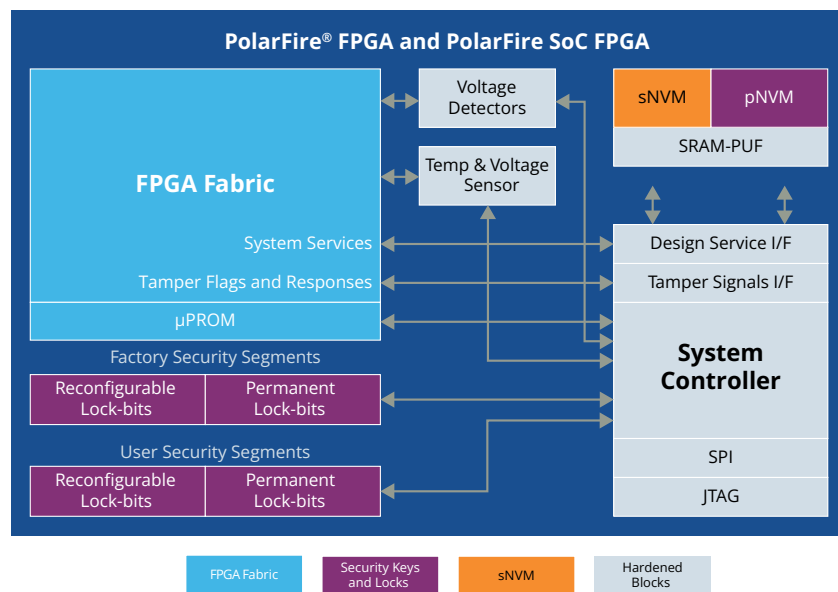 PolarFire® FPGA and PolarFire SoC FPGA
FPGA Fabric
System Services
Tamper Flags and Responses
µPROM
Voltage
Detectors
Temp & Voltage
Sensor
sNVM
pNVM
SRAM-PUF
Design Service I/F
Tamper Signals I/F
System
Controller
SPI
JTAG
Factory Security Segments
Reconfigurable
Lock-bits
Permanent
Lock-bits
User Security Segments
Reconfigurable
Lock-bits
Permanent
Lock-bits
FPGA Fabric
Security Keys
and Locks
sNVM
Hardened
Blocks